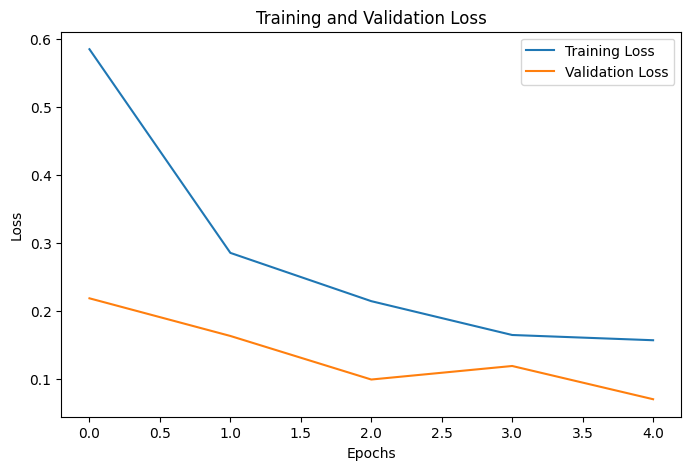 Training and Validation Loss
Training Loss
Validation Loss
Loss
0.6
0.5
0.4
0.3
0.2
0.1
0.0 0.5 1.0 1.5 2.0 2.5 3.0 3.5 4.0
Epochs